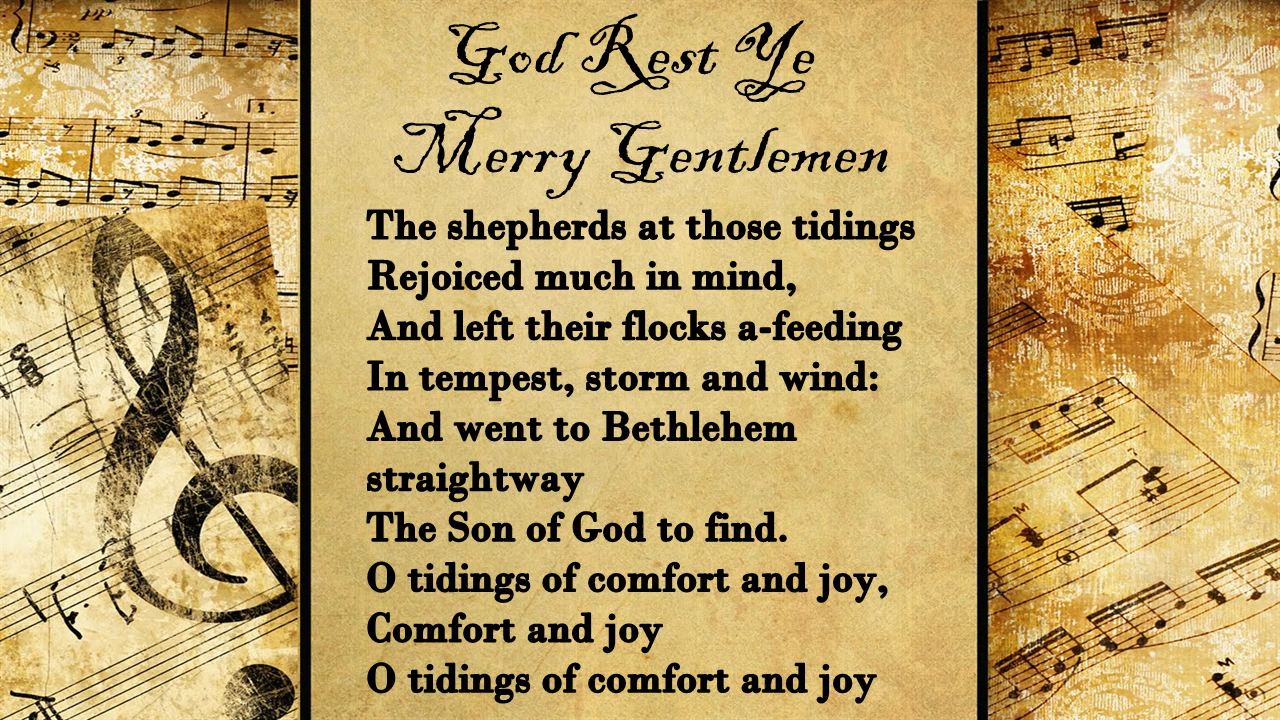 God Rest Ye
Merry Gentlemen
The shepherds at those tidings
Rejoiced much in mind,
And left their flocks a-feeding
In tempest, storm and wind:
And went to Bethlehem
straightway
The Son of God to find.
O tidings of comfort and joy,
Comfort and joy
O tidings of comfort and joy